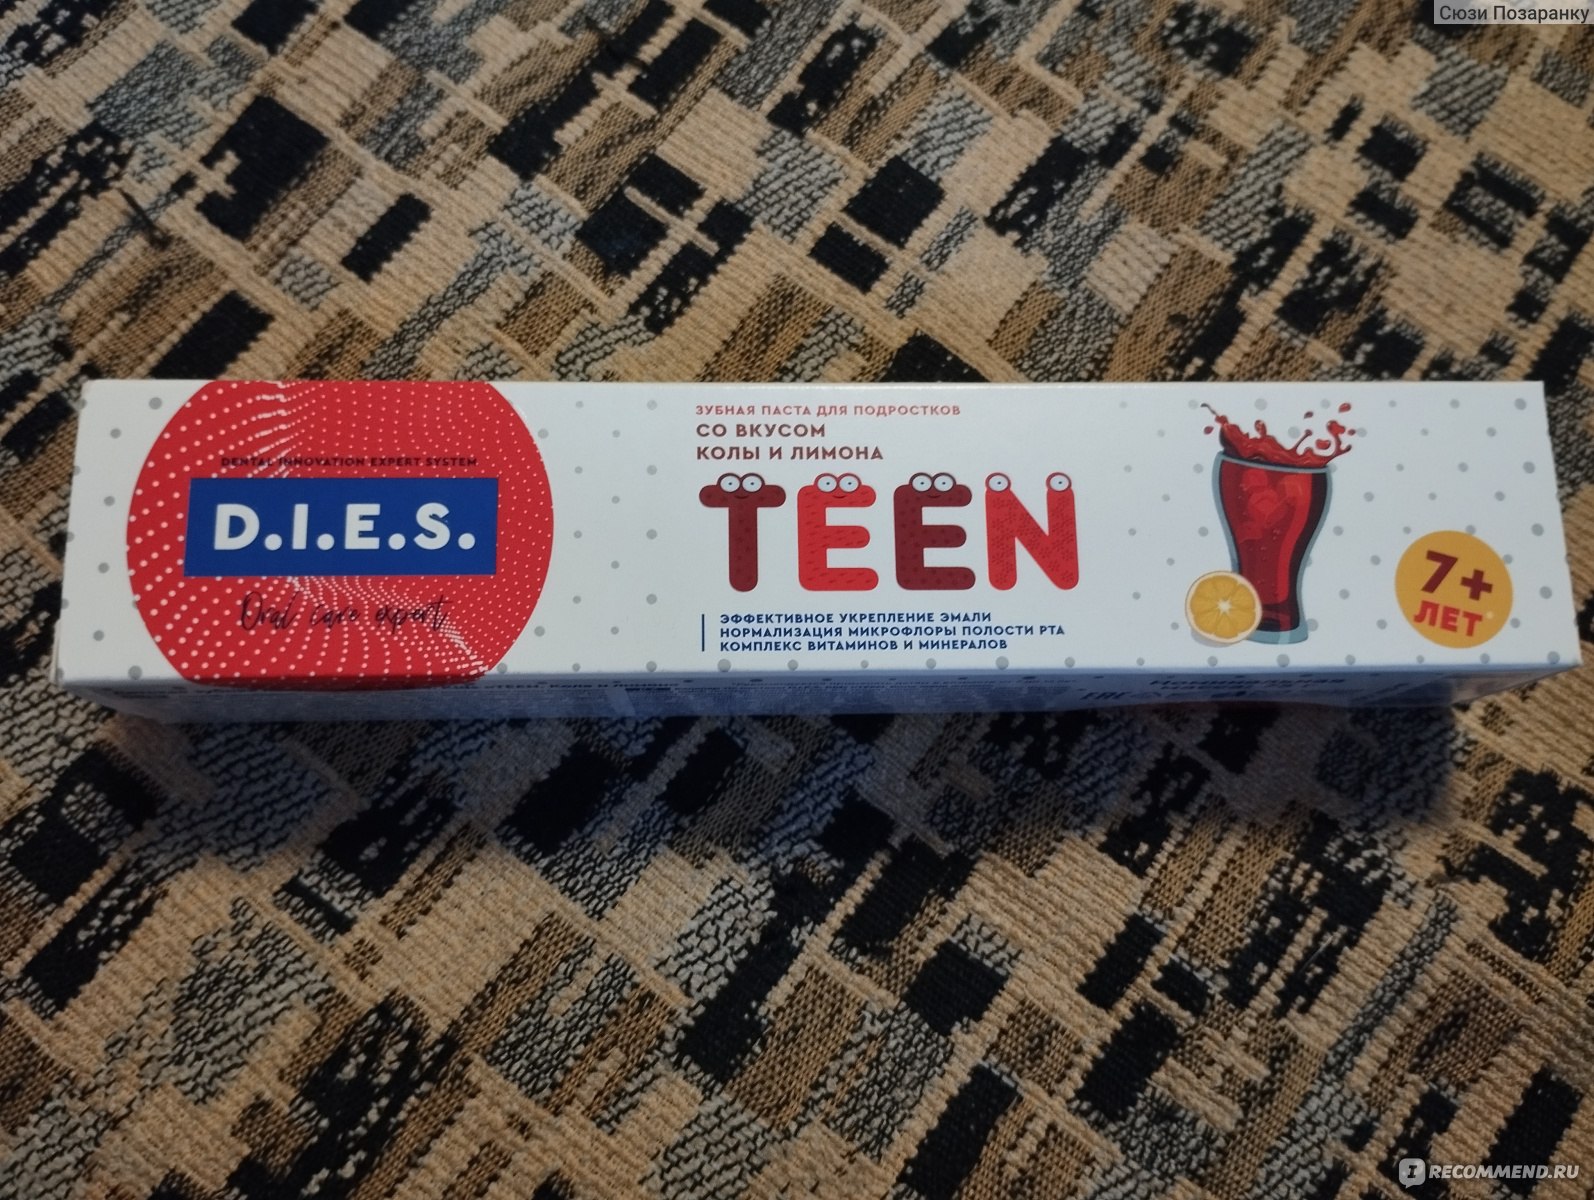 Сюзи Позаранку
DENTAL INNOVATION EXPERT SYSTEM
D.I.E.S.
Oral care expert
ЗУБНАЯ ПАСТА ДЛЯ ПОДРОСТКОВ
СО ВКУСОМ
КОЛЫ И ЛИМОНА
TEEN
ЭФФЕКТИВНОЕ УКРЕПЛЕНИЕ ЭМАЛИ
НОРМАЛИЗАЦИЯ МИКРОФЛОРЫ ПОЛОСТИ РТА
КОМПЛЕКС ВИТАМИНОВ И МИНЕРАЛОВ
7+
ЛЕТ
IRECOMMEND.RU